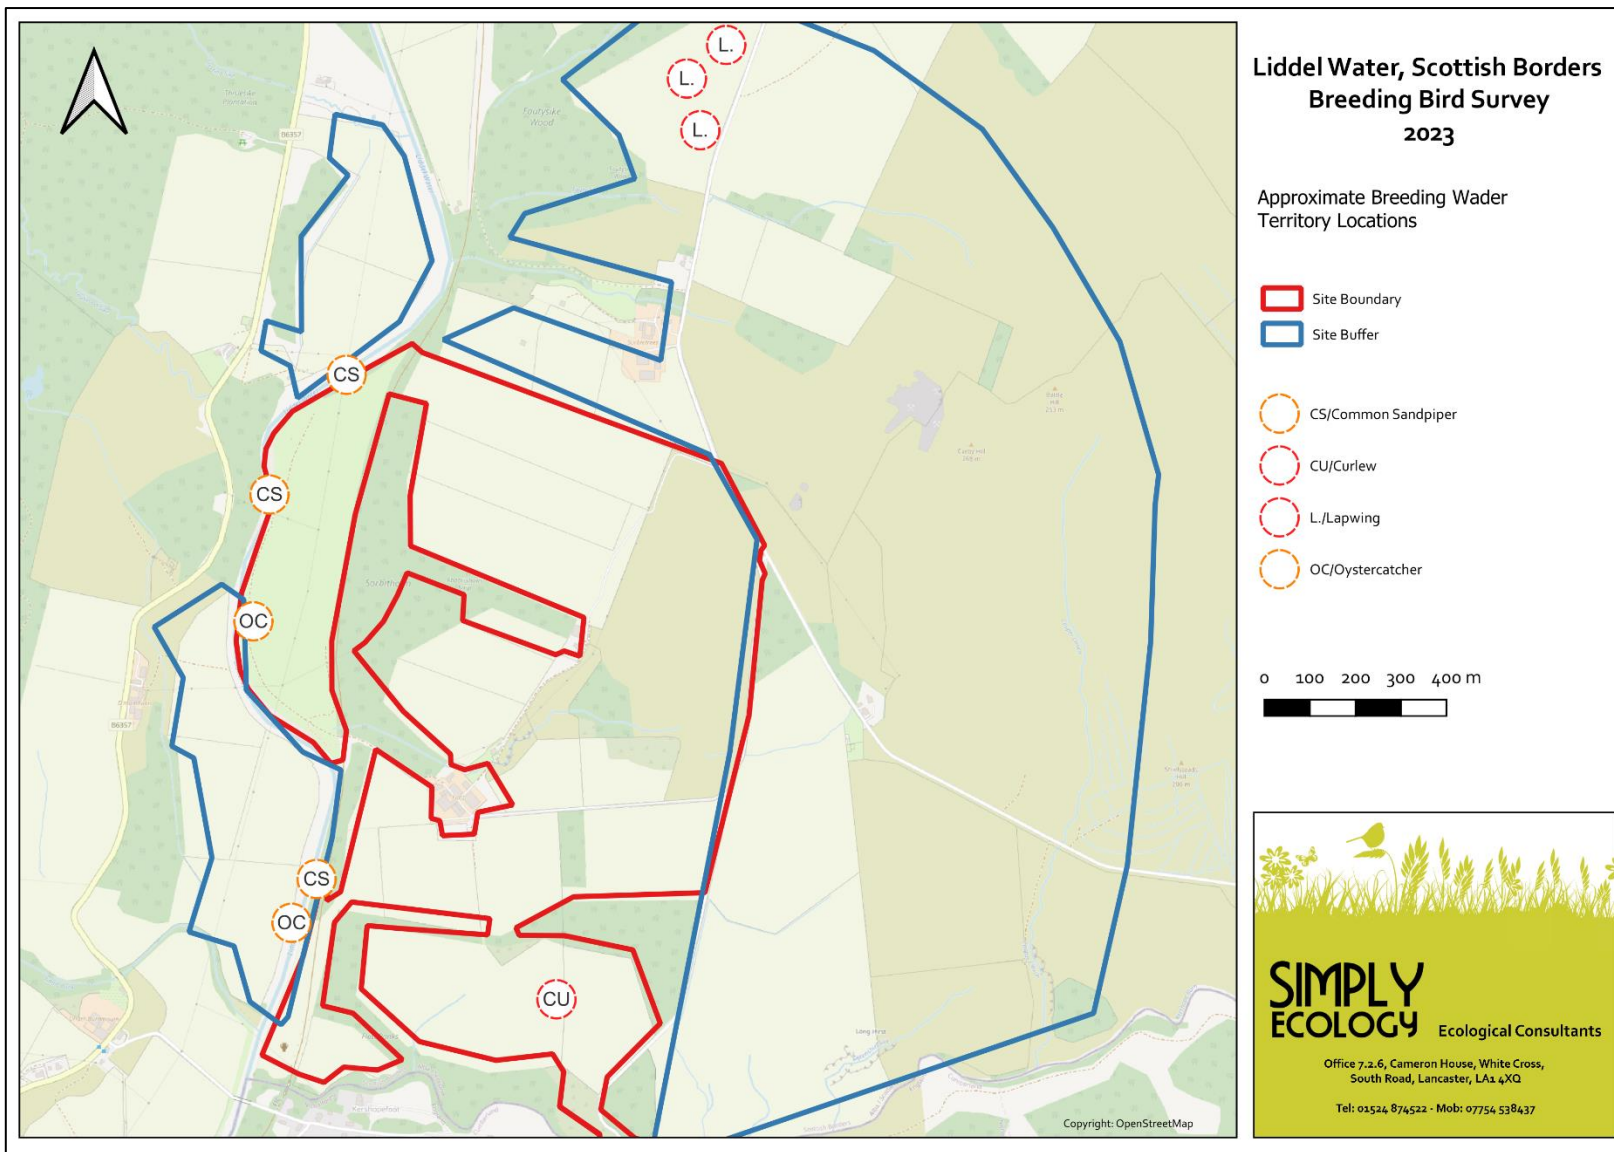 Liddel Water, Scottish Borders
Breeding Bird Survey
2023
Approximate Breeding Wader
Territory Locations
Site Boundary
Site Buffer
CS/Common Sandpiper
CU/Curlew
L./Lapwing
OC/Oystercatcher
0 100 200 300 400 m
SIMPLY
ECOLOGY
Ecological Consultants
Office 7.2.6, Cameron House, White Cross,
South Road, Lancaster, LA1 4XQ
Tel: 01524 874522 - Mob: 07754 538437
L.
L.
L.
B6357
CS
CS
OC
B6357
CS
OC
CU
Kershopefoot
Copyright: OpenStreetMap